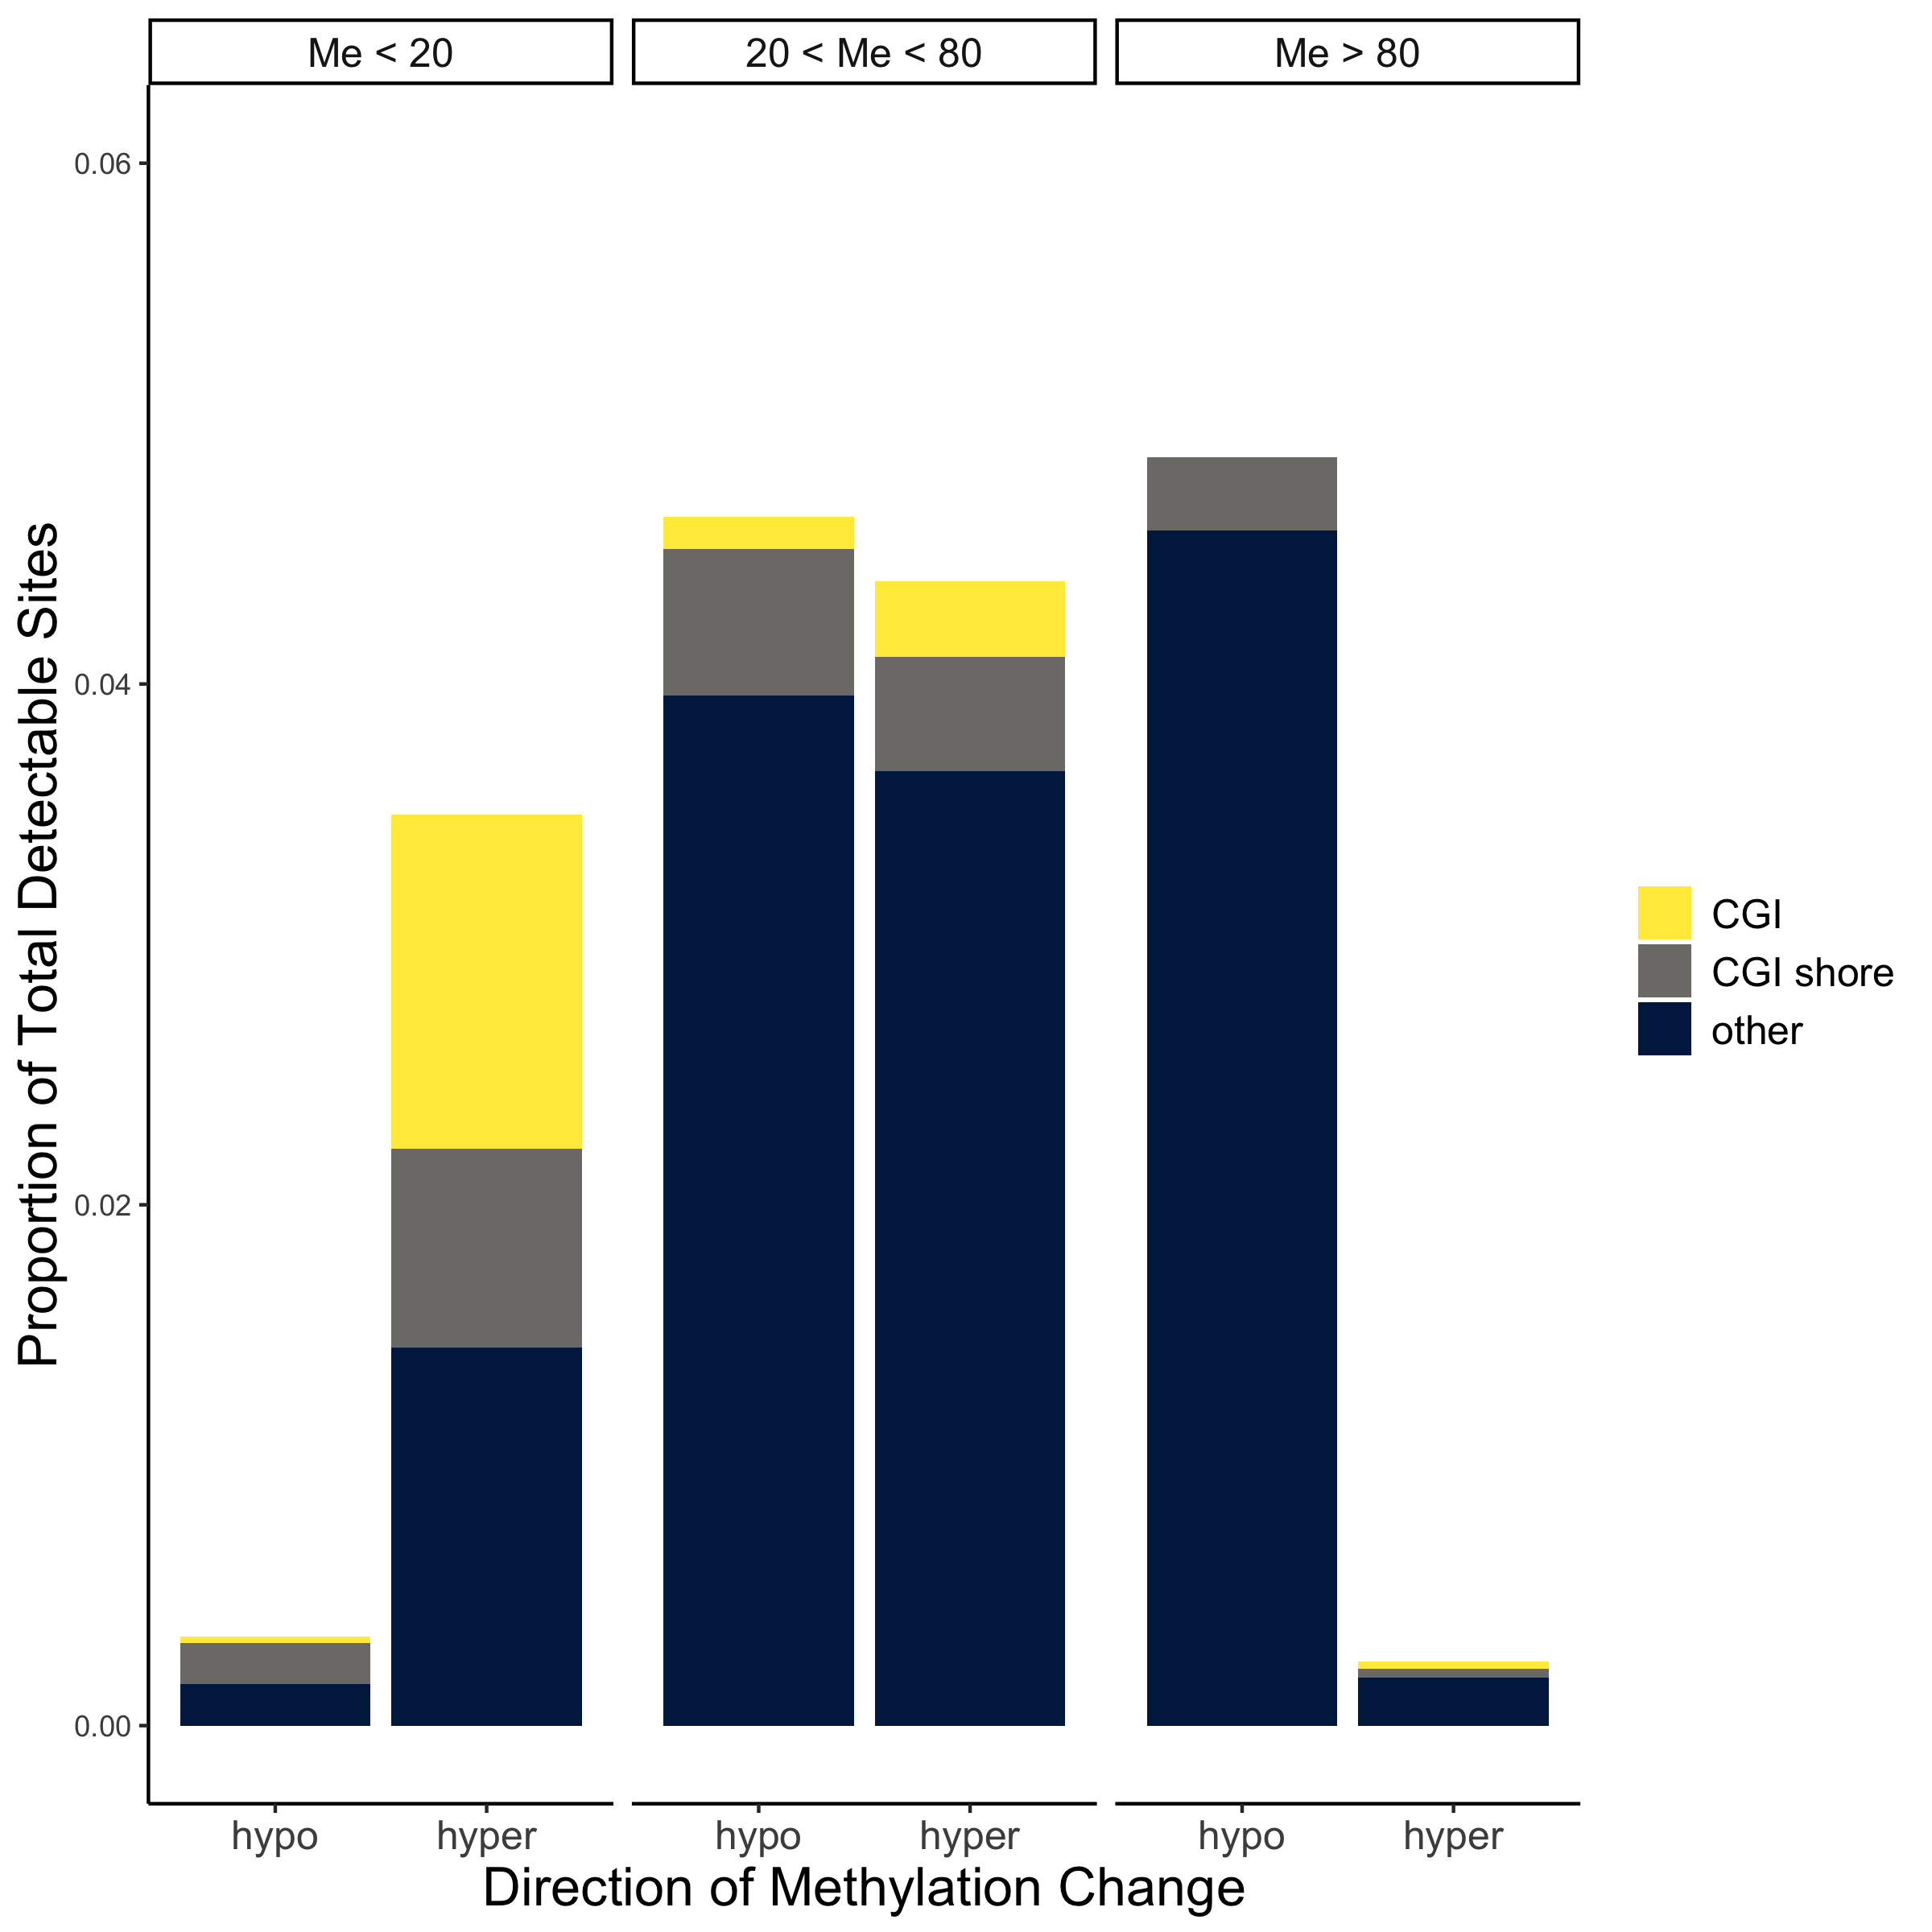 Me < 20
20 < Me < 80
Me > 80
Proportion of Total Detectable Sites
0.06
0.04
0.02
0.00
CGI
CGI shore
other
hypo
hyper
hypo
hyper
hypo
hyper
Direction of Methylation Change